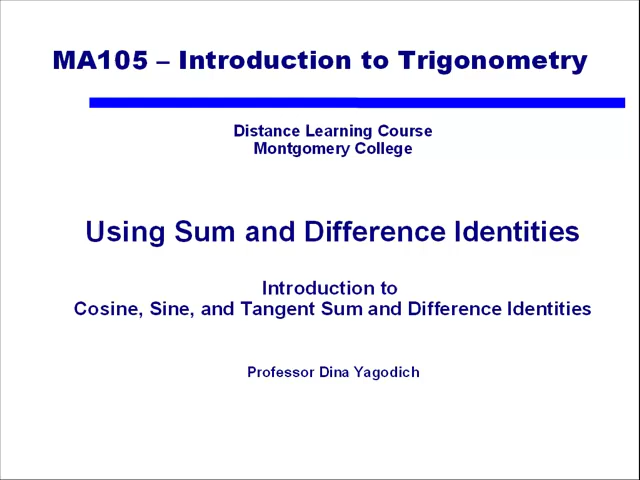 MA105 – Introduction to Trigonometry
Distance Learning Course
Montgomery College
Using Sum and Difference Identities
Introduction to
Cosine, Sine, and Tangent Sum and Difference Identities
Professor Dina Yagodich